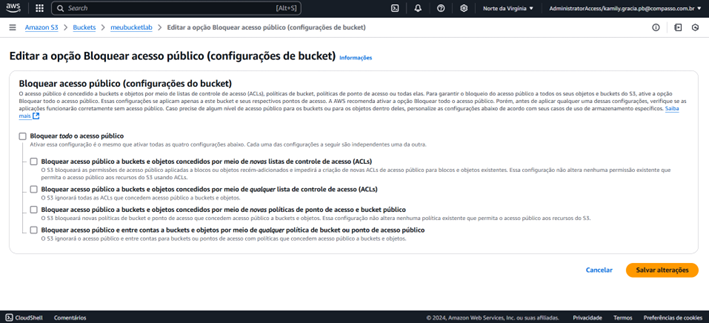 aws
Search
[Alt+S]
Norte da Virgínia
AdministratorAccess/kamily.gracia.pb@compasso.com.br
Amazon S3 > Buckets > meubucketlab > Editar a opção Bloquear acesso público (configurações de bucket)
Editar a opção Bloquear acesso público (configurações de bucket) Informações
Bloquear acesso público (configurações do bucket)
O acesso público é concedido a buckets e objetos por meio de listas de controle de acesso (ACLs), políticas de bucket, políticas de ponto de acesso ou todas elas. Para garantir o bloqueio do acesso público a todos os seus objetos e buckets do S3, ative a opção
Bloquear todo o acesso público. Essas configurações se aplicam apenas a este bucket e seus respectivos pontos de acesso. A AWS recomenda ativar a opção Bloquear todo o acesso público. Porém, antes de aplicar qualquer uma dessas configurações, verifique se as
aplicações funcionarão corretamente sem acesso público. Caso precise de algum nível de acesso público para os buckets ou para os objetos dentro deles, personalize as configurações abaixo de acordo com seus casos de uso de armazenamento específicos. Saiba
mais
Bloquear todo o acesso público
Ativar essa configuração é o mesmo que ativar todas as quatro configurações abaixo. Cada uma das configurações a seguir são independentes uma da outra.
Bloquear acesso público a buckets e objetos concedidos por meio de novas listas de controle de acesso (ACLs)
O S3 bloqueará as permissões de acesso público aplicadas a blocos ou objetos recém-adicionados e impedirá a criação de novas ACLs de acesso público para blocos e objetos existentes. Essa configuração não altera nenhuma permissão existente que
permita o acesso público aos recursos do S3 usando ACLs.
Bloquear acesso público a buckets e objetos concedidos por meio de qualquer lista de controle de acesso (ACLs)
O S3 ignorará todas as ACLs que concedem acesso público a buckets e objetos.
Bloquear acesso público a buckets e objetos concedidos por meio de novas políticas de ponto de acesso e bucket público
O S3 bloqueará novas políticas de bucket e ponto de acesso que concedem acesso público a buckets e objetos. Essa configuração não altera nenhuma política existente que permita o acesso público aos recursos do S3.
Bloquear acesso público e entre contas a buckets e objetos por meio de qualquer política de bucket ou ponto de acesso público
O S3 ignorará o acesso público e entre contas para buckets ou pontos de acesso com políticas que concedem acesso público a buckets e objetos.
Cancelar
Salvar alterações
CloudShell
Comentários
© 2024, Amazon Web Services, Inc. ou suas afiliadas.
Privacidade
Termos
Preferências de cookies